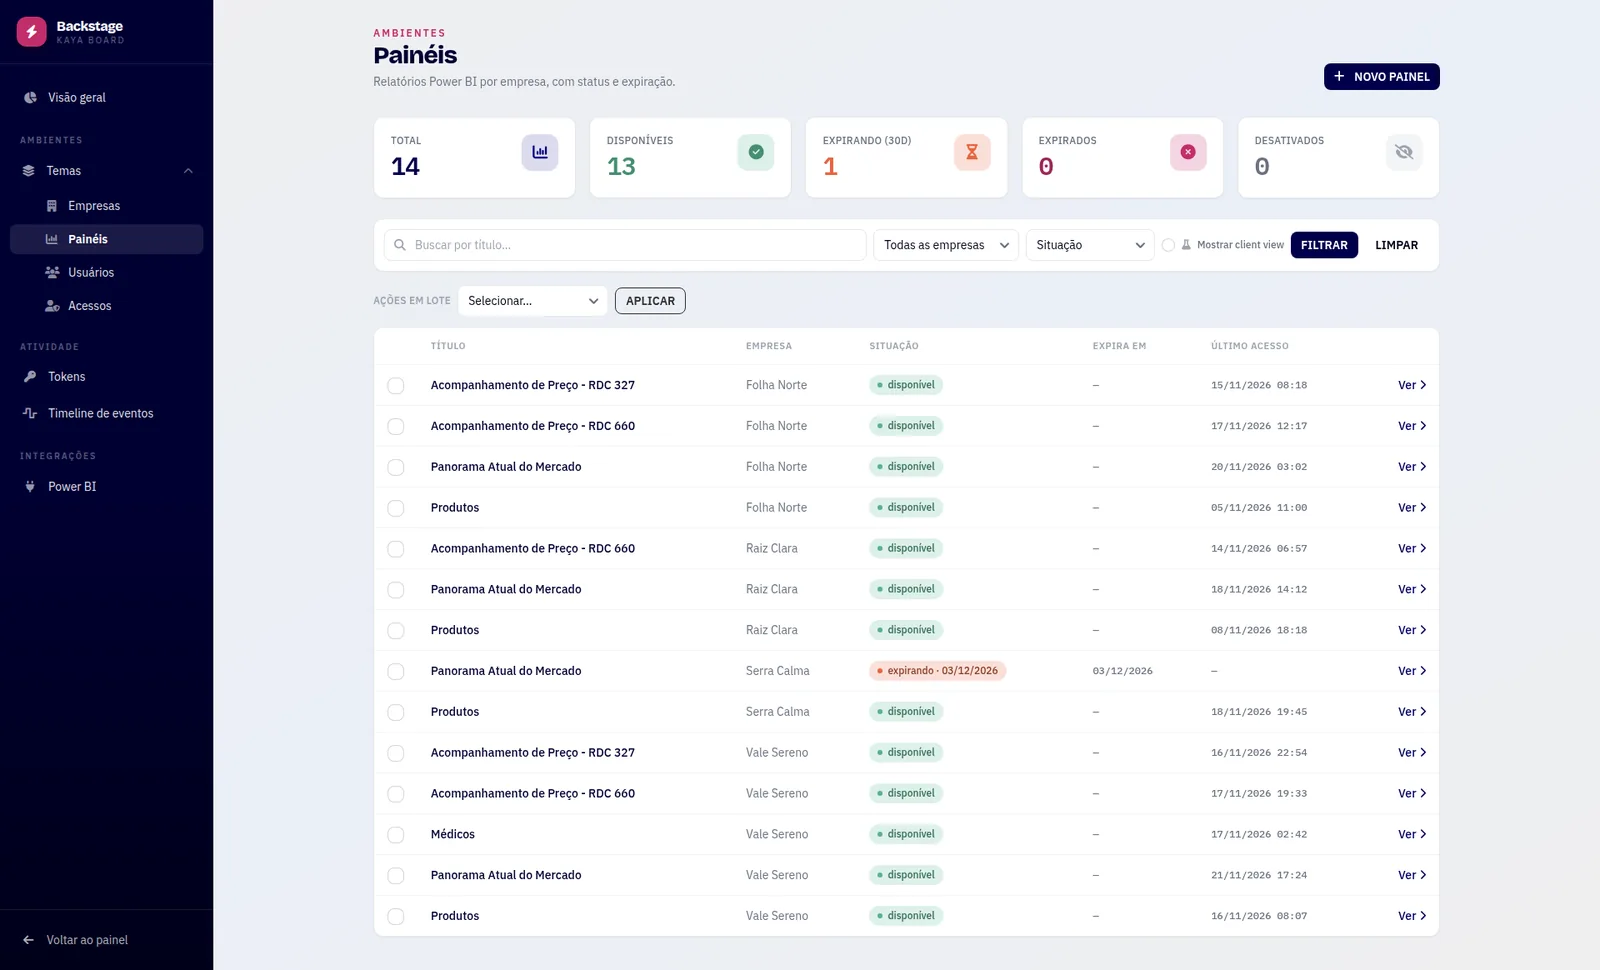 Backstage
KAYA BOARD
Visão geral
AMBIENTES
Temas
Empresas
Painéis
Usuários
Acessos
ATIVIDADE
Tokens
Timeline de eventos
INTEGRAÇÕES
Power BI
Voltar ao painel
AMBIENTES
Painéis
Relatórios Power BI por empresa, com status e expiração.
NOVO PAINEL
TOTAL
14
DISPONÍVEIS
13
EXPIRANDO (30D)
1
EXPIRADOS
0
DESATIVADOS
0
Buscar por título... Todas as empresas Situação Mostrar client view FILTRAR LIMPAR
AÇÕES EM LOTE Selecionar... APLICAR
TÍTULO EMPRESA SITUAÇÃO EXPIRA EM ÚLTIMO ACESSO
Acompanhamento de Preço - RDC 327 Folha Norte disponível – 15/11/2026 08:18 Ver
Acompanhamento de Preço - RDC 660 Folha Norte disponível – 17/11/2026 12:17 Ver
Panorama Atual do Mercado Folha Norte disponível – 20/11/2026 03:02 Ver
Produtos Folha Norte disponível – 05/11/2026 11:00 Ver
Acompanhamento de Preço - RDC 660 Raiz Clara disponível – 14/11/2026 06:57 Ver
Panorama Atual do Mercado Raiz Clara disponível – 18/11/2026 14:12 Ver
Produtos Raiz Clara disponível – 08/11/2026 18:18 Ver
Panorama Atual do Mercado Serra Calma expirando · 03/12/2026 03/12/2026 – Ver
Produtos Serra Calma disponível – 18/11/2026 19:45 Ver
Acompanhamento de Preço - RDC 327 Vale Sereno disponível – 16/11/2026 22:54 Ver
Acompanhamento de Preço - RDC 660 Vale Sereno disponível – 17/11/2026 19:33 Ver
Médicos Vale Sereno disponível – 17/11/2026 02:42 Ver
Panorama Atual do Mercado Vale Sereno disponível – 21/11/2026 17:24 Ver
Produtos Vale Sereno disponível – 16/11/2026 08:07 Ver